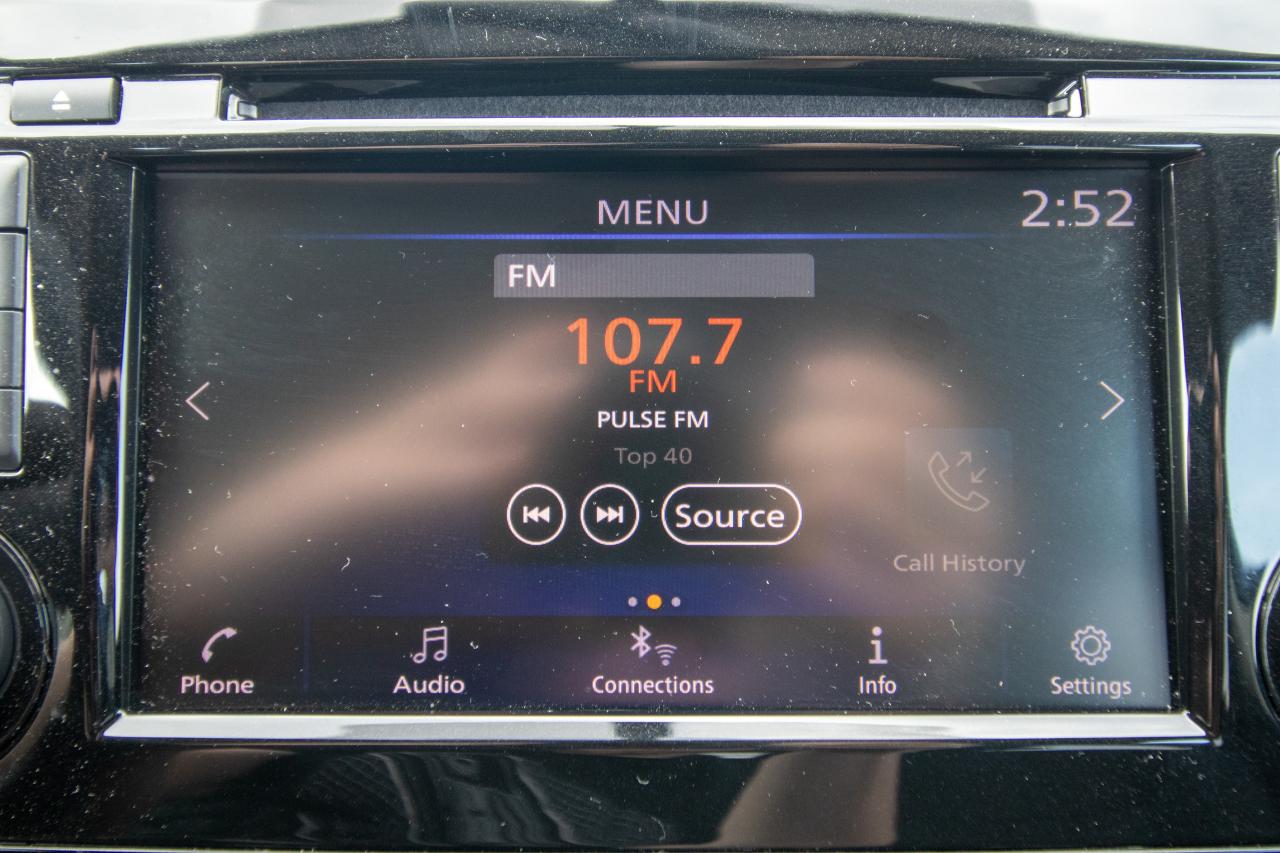 MENU
2:52
FM
107.7
FM
PULSE FM
Top 40
Source
Call History
Phone
Audio
Connections
Info
Settings